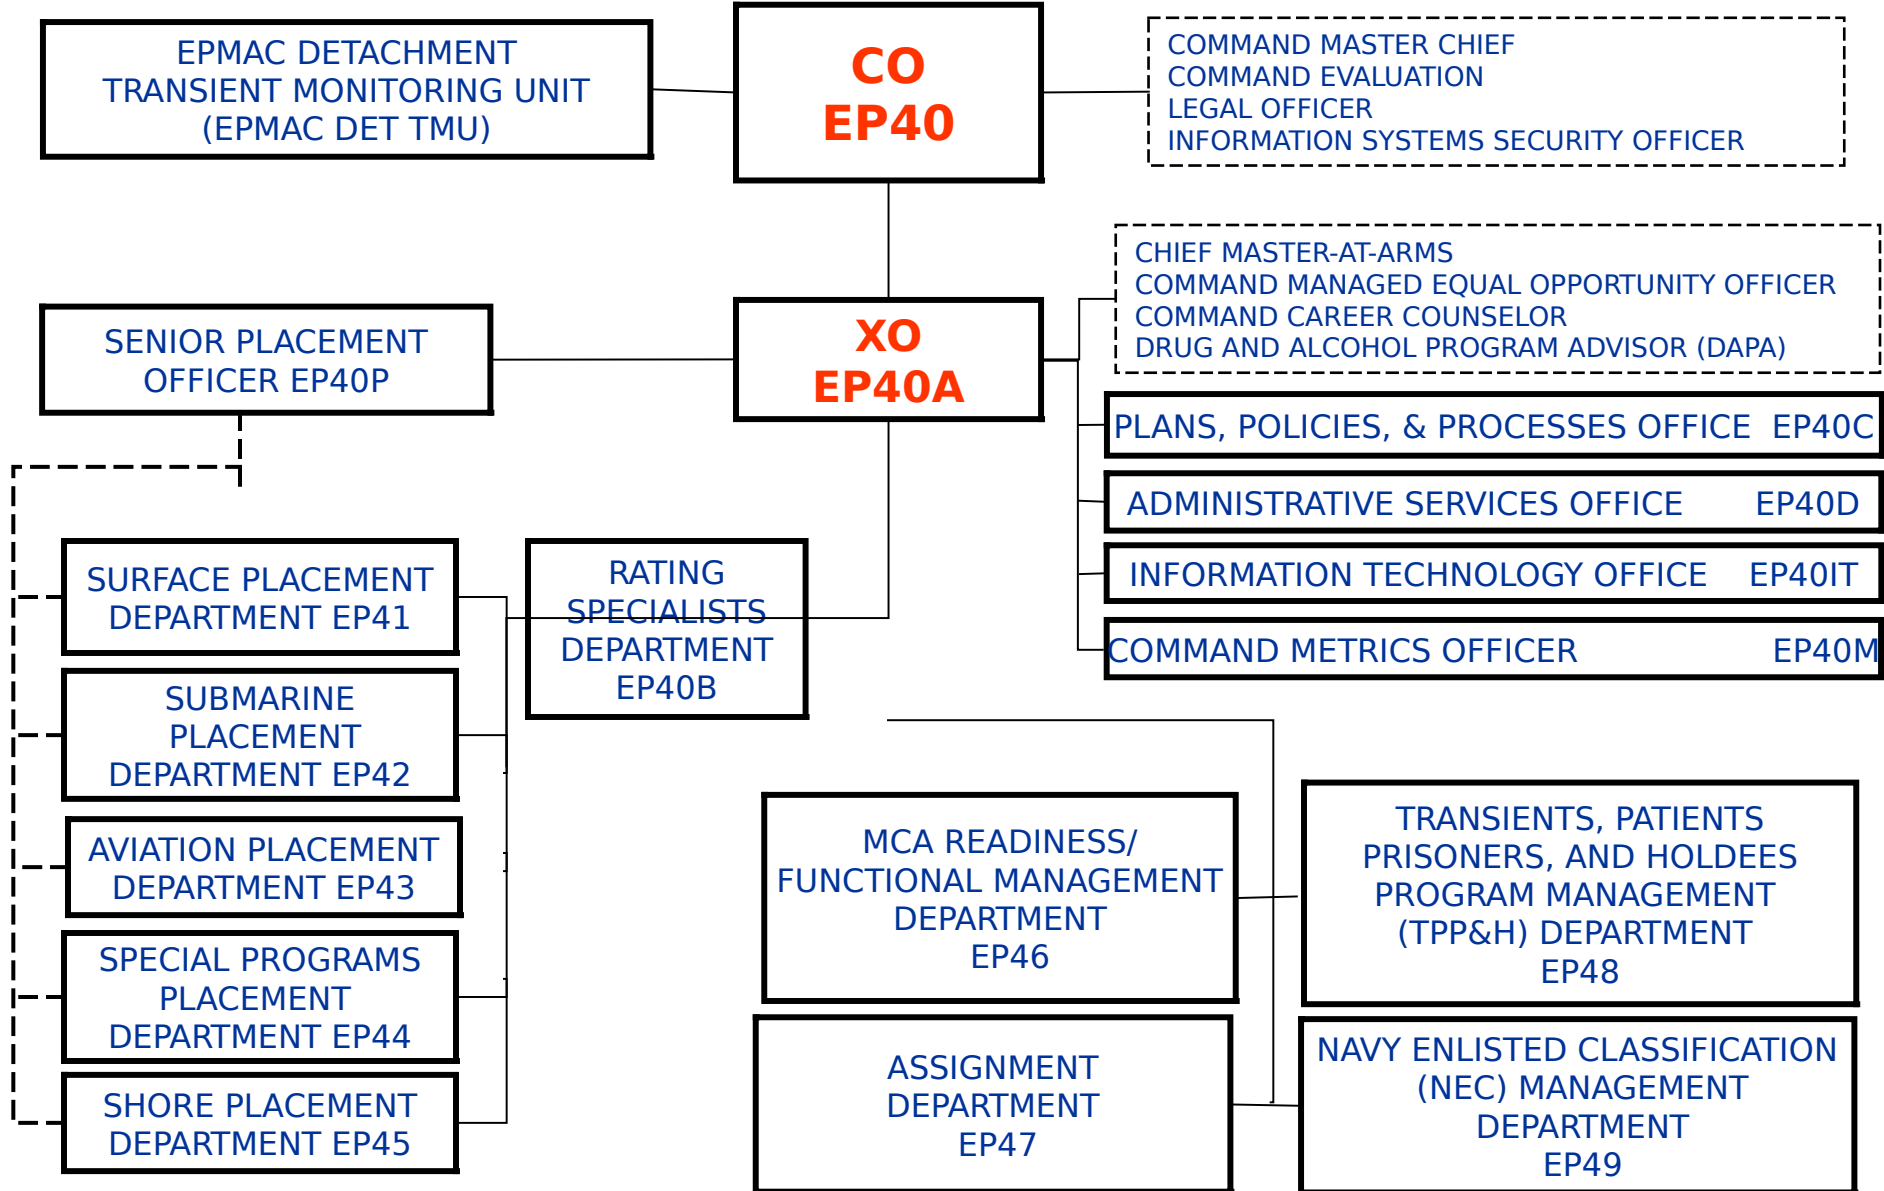 EPMAC DETACHMENT
TRANSIENT MONITORING UNIT
(EPMAC DET TMU)
CO
EP40
COMMAND MASTER CHIEF
COMMAND EVALUATION
LEGAL OFFICER
INFORMATION SYSTEMS SECURITY OFFICER
CHIEF MASTER-AT-ARMS
COMMAND MANAGED EQUAL OPPORTUNITY OFFICER
COMMAND CAREER COUNSELOR
DRUG AND ALCOHOL PROGRAM ADVISOR (DAPA)
SENIOR PLACEMENT
OFFICER EP40P
XO
EP40A
PLANS, POLICIES, & PROCESSES OFFICE EP40C
ADMINISTRATIVE SERVICES OFFICE EP40D
INFORMATION TECHNOLOGY OFFICE EP40IT
COMMAND METRICS OFFICER EP40M
SURFACE PLACEMENT
DEPARTMENT EP41
RATING
SPECIALISTS
DEPARTMENT
EP40B
SUBMARINE
PLACEMENT
DEPARTMENT EP42
AVIATION PLACEMENT
DEPARTMENT EP43
SPECIAL PROGRAMS
PLACEMENT
DEPARTMENT EP44
SHORE PLACEMENT
DEPARTMENT EP45
MCA READINESS/
FUNCTIONAL MANAGEMENT
DEPARTMENT
EP46
TRANSIENTS, PATIENTS
PRISONERS, AND HOLDEES
PROGRAM MANAGEMENT
(TPP&H) DEPARTMENT
EP48
ASSIGNMENT
DEPARTMENT
EP47
NAVY ENLISTED CLASSIFICATION
(NEC) MANAGEMENT
DEPARTMENT
EP49